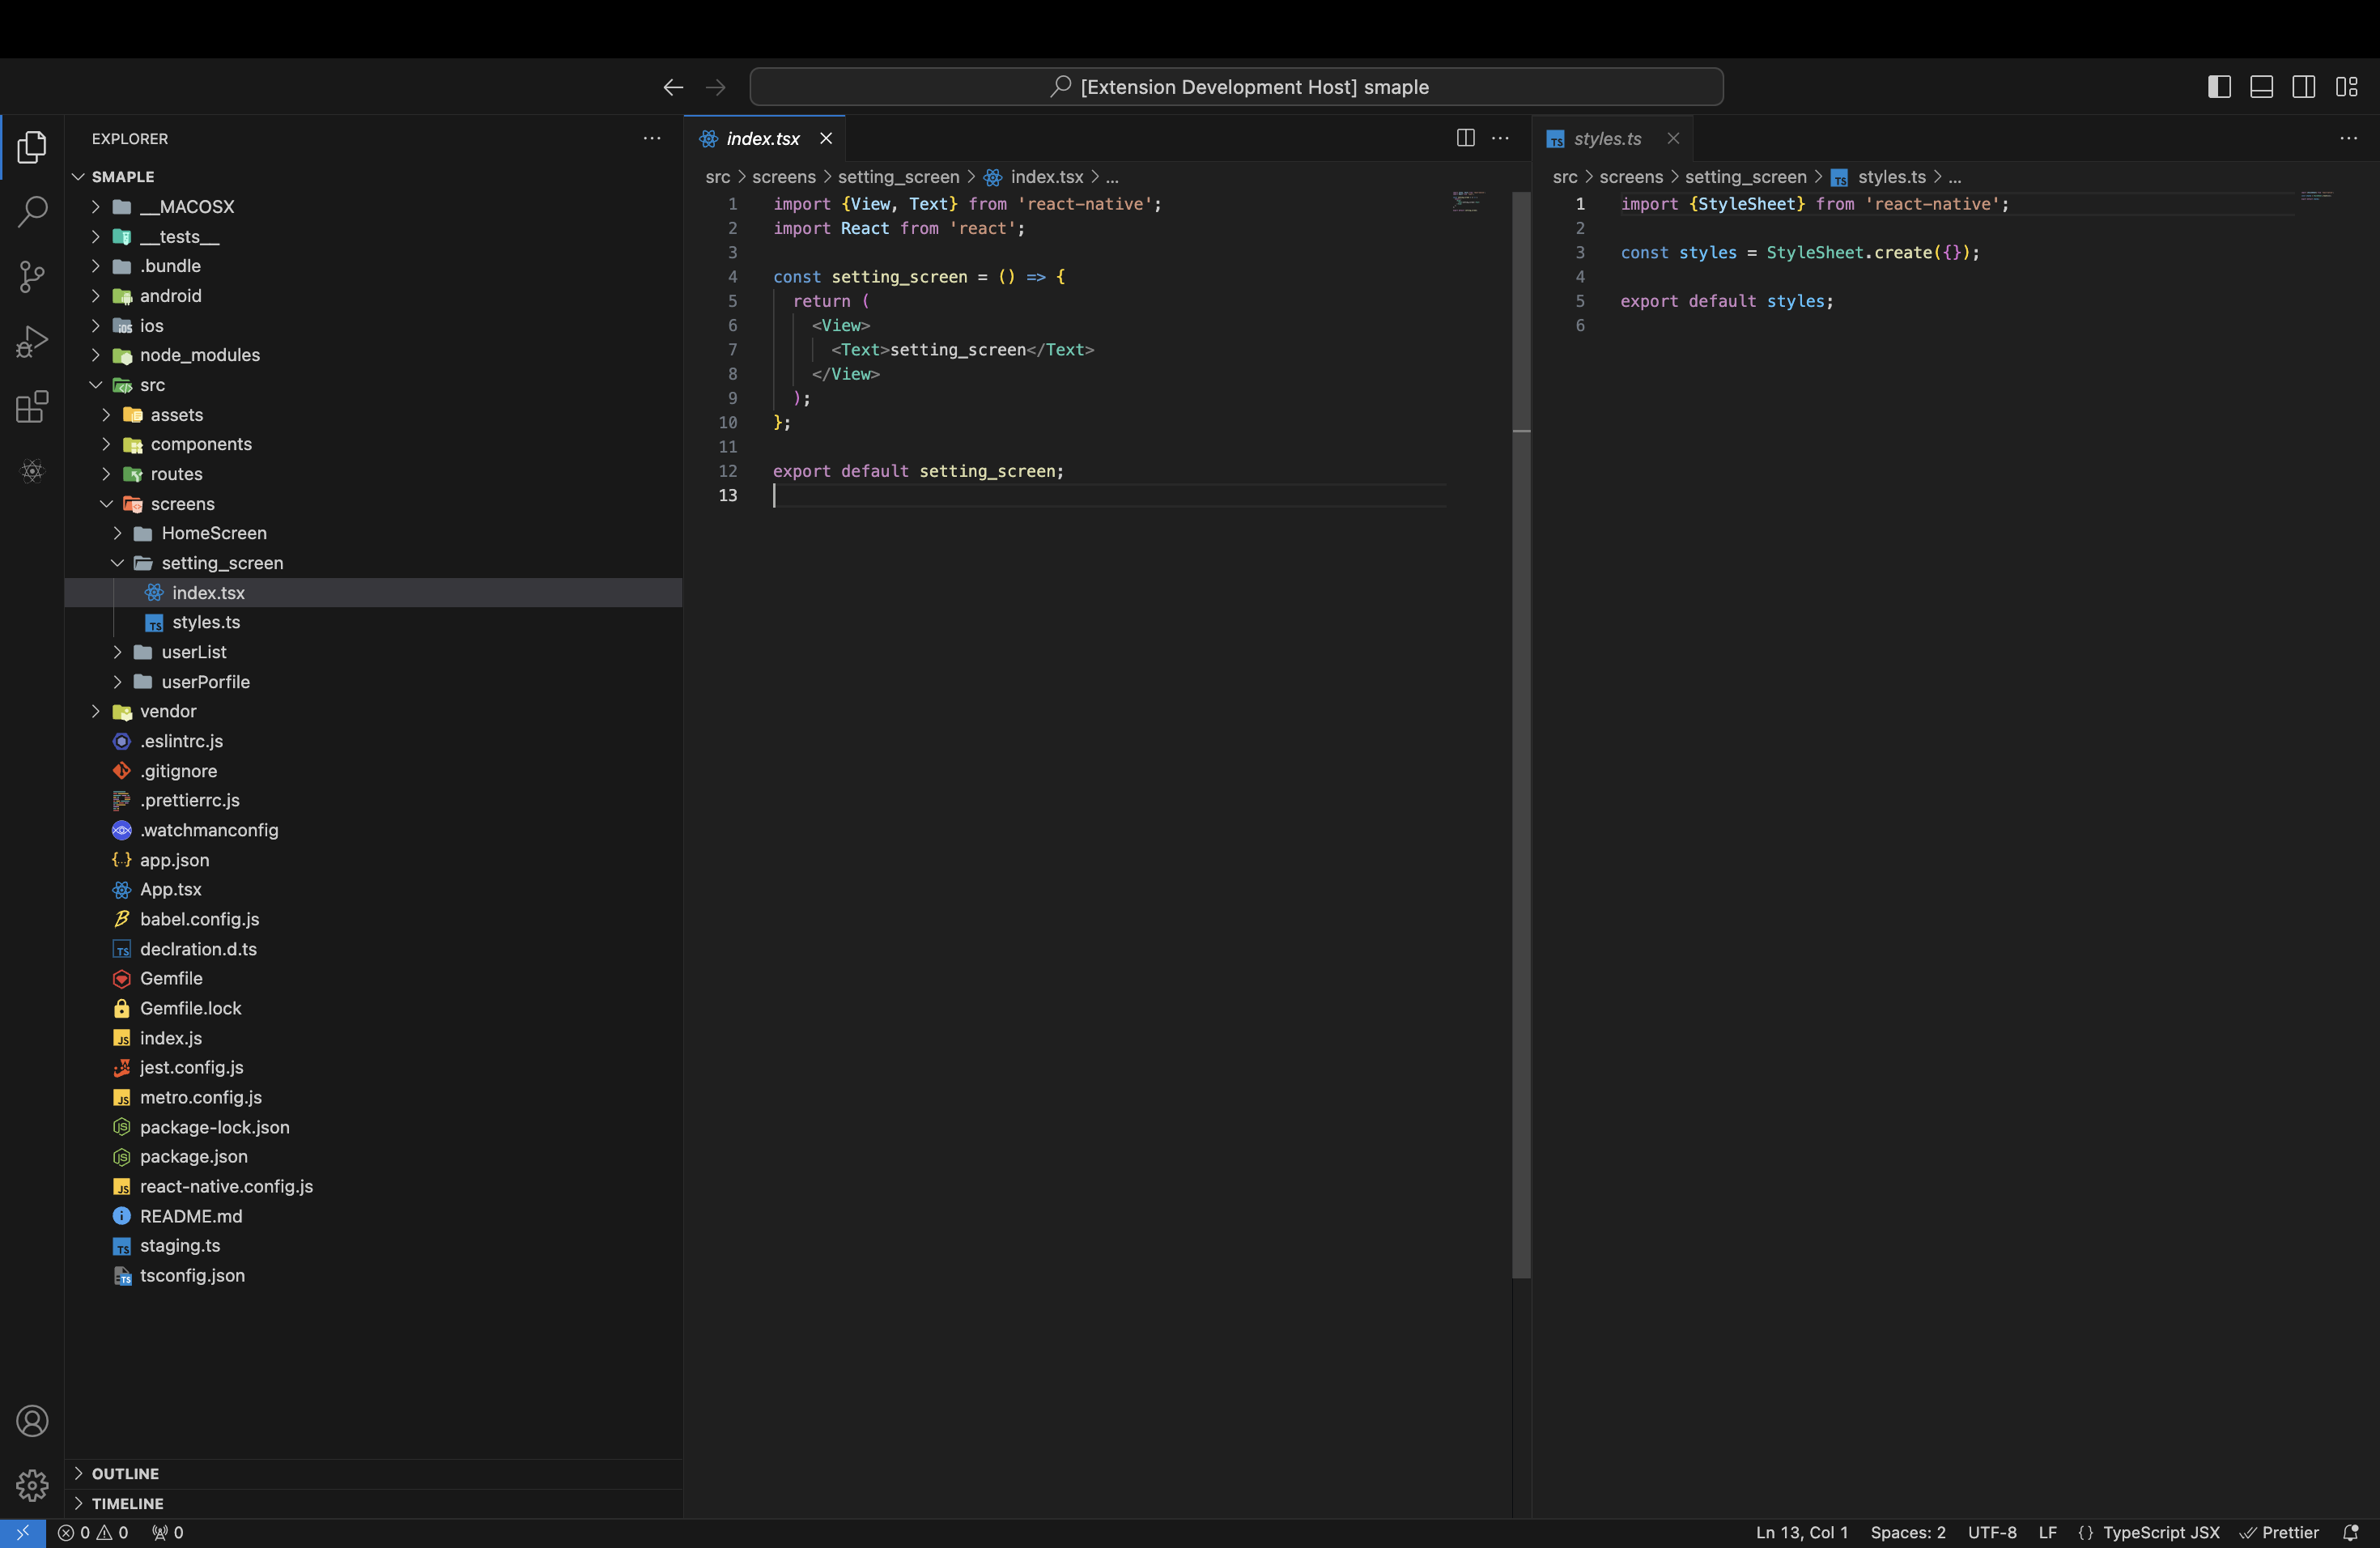 [Extension Development Host] smaple
EXPLORER
SMAPLE
__MACOSX
__tests__
.bundle
android
ios
node_modules
src
assets
components
routes
screens
HomeScreen
setting_screen
index.tsx
styles.ts
userList
userPorfile
vendor
.eslintrc.js
.gitignore
.prettierrc.js
.watchmanconfig
app.json
App.tsx
babel.config.js
declration.d.ts
Gemfile
Gemfile.lock
index.js
jest.config.js
metro.config.js
package-lock.json
package.json
react-native.config.js
README.md
staging.ts
tsconfig.json
OUTLINE
TIMELINE
index.tsx
src > screens > setting_screen > index.tsx > ...
1 import {View, Text} from 'react-native';
2 import React from 'react';
3
4 const setting_screen = () => {
5   return (
6     <View>
7       <Text>setting_screen</Text>
8     </View>
9   );
10 };
11
12 export default setting_screen;
13
styles.ts
src > screens > setting_screen > styles.ts > ...
1 import {StyleSheet} from 'react-native';
2
3 const styles = StyleSheet.create({});
4
5 export default styles;
6
0 0 0
Ln 13, Col 1 Spaces: 2 UTF-8 LF {} TypeScript JSX Prettier